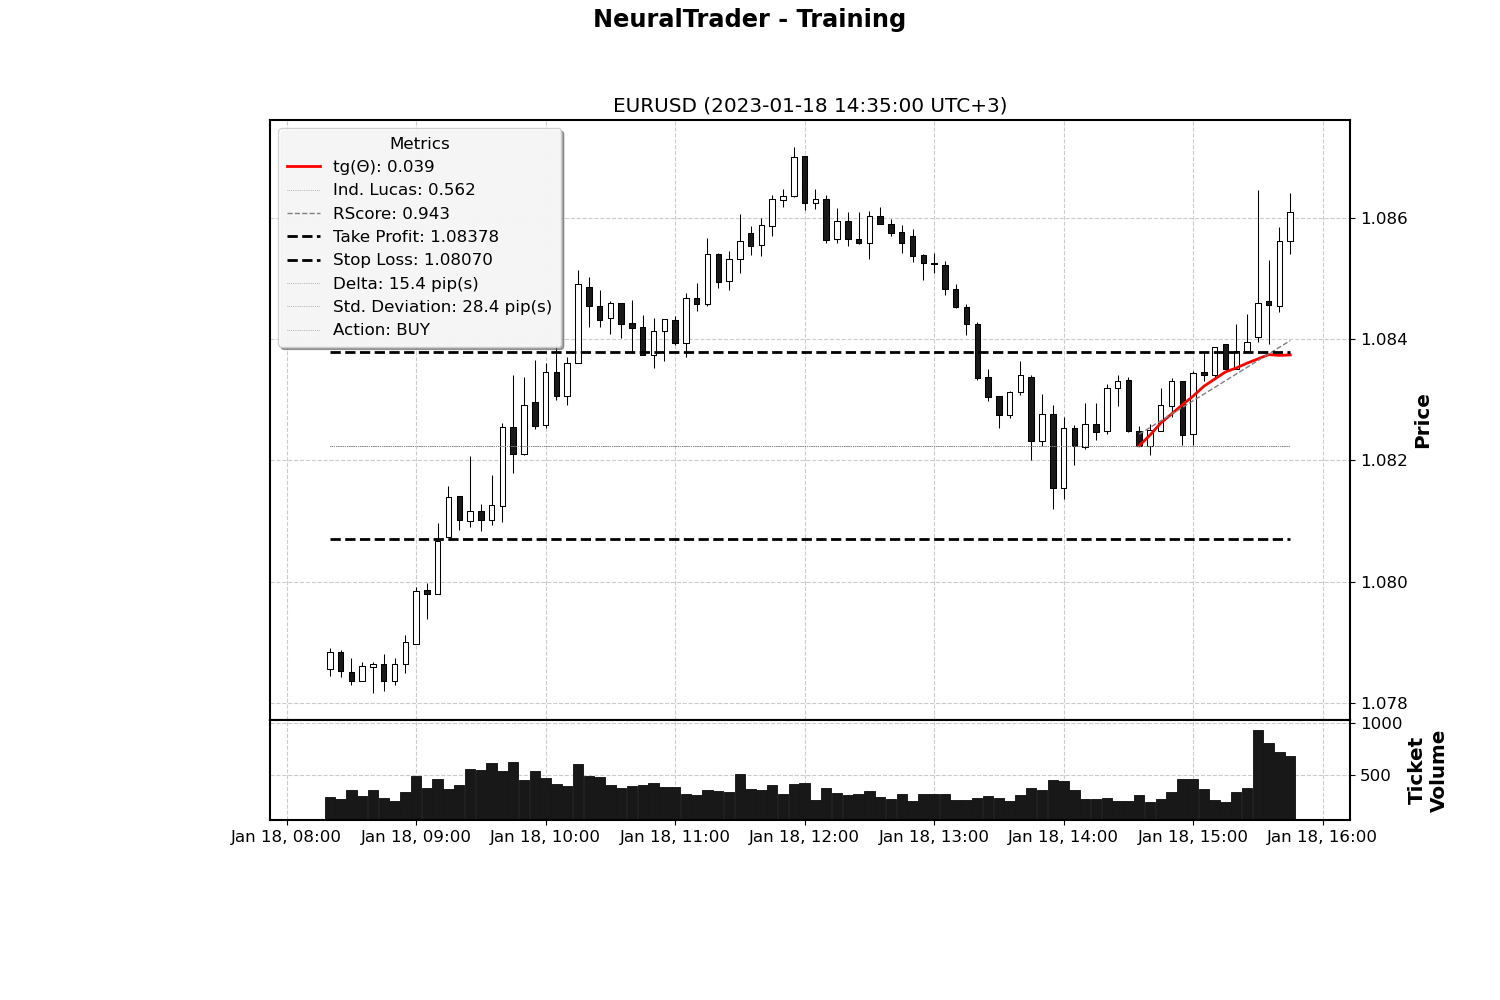 NeuralTrader - Training
EURUSD (2023-01-18 14:35:00 UTC+3)
Metrics
tg(Θ): 0.039
Ind. Lucas: 0.562
RScore: 0.943
Take Profit: 1.08378
Stop Loss: 1.08070
Delta: 15.4 pip(s)
Std. Deviation: 28.4 pip(s)
Action: BUY
1.086
1.084
1.082
1.080
1.078
Price
1000
500
Ticket
Volume
Jan 18, 08:00
Jan 18, 09:00
Jan 18, 10:00
Jan 18, 11:00
Jan 18, 12:00
Jan 18, 13:00
Jan 18, 14:00
Jan 18, 15:00
Jan 18, 16:00